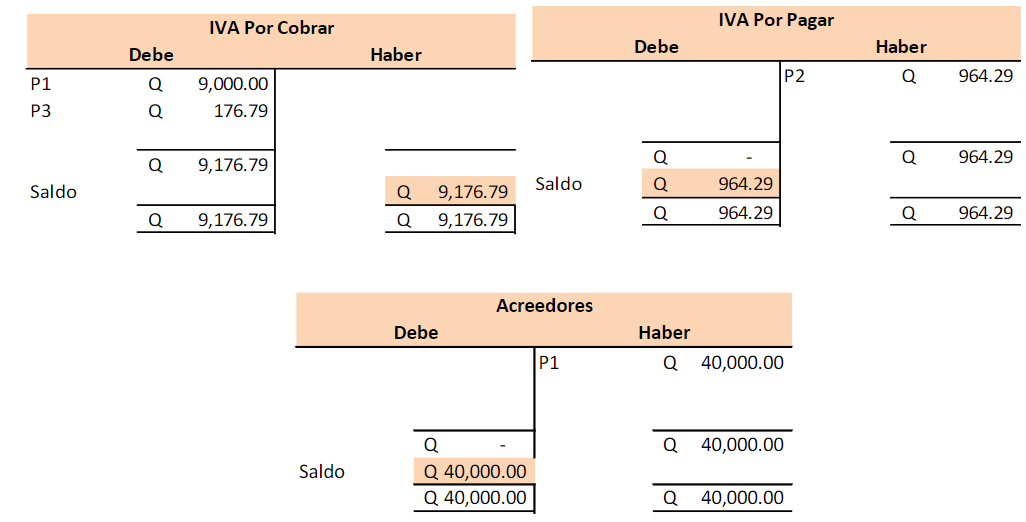 IVA Por Cobrar
Debe Haber
P1 Q 9,000.00
P3 Q 176.79
Q 9,176.79
Saldo Q 9,176.79
Q 9,176.79 Q 9,176.79
IVA Por Pagar
Debe Haber
P2 Q 964.29
Q - Q 964.29
Saldo Q 964.29
Q 964.29 Q 964.29
Acreedores
Debe Haber
P1 Q 40,000.00
Q - Q 40,000.00
Saldo Q 40,000.00
Q 40,000.00 Q 40,000.00